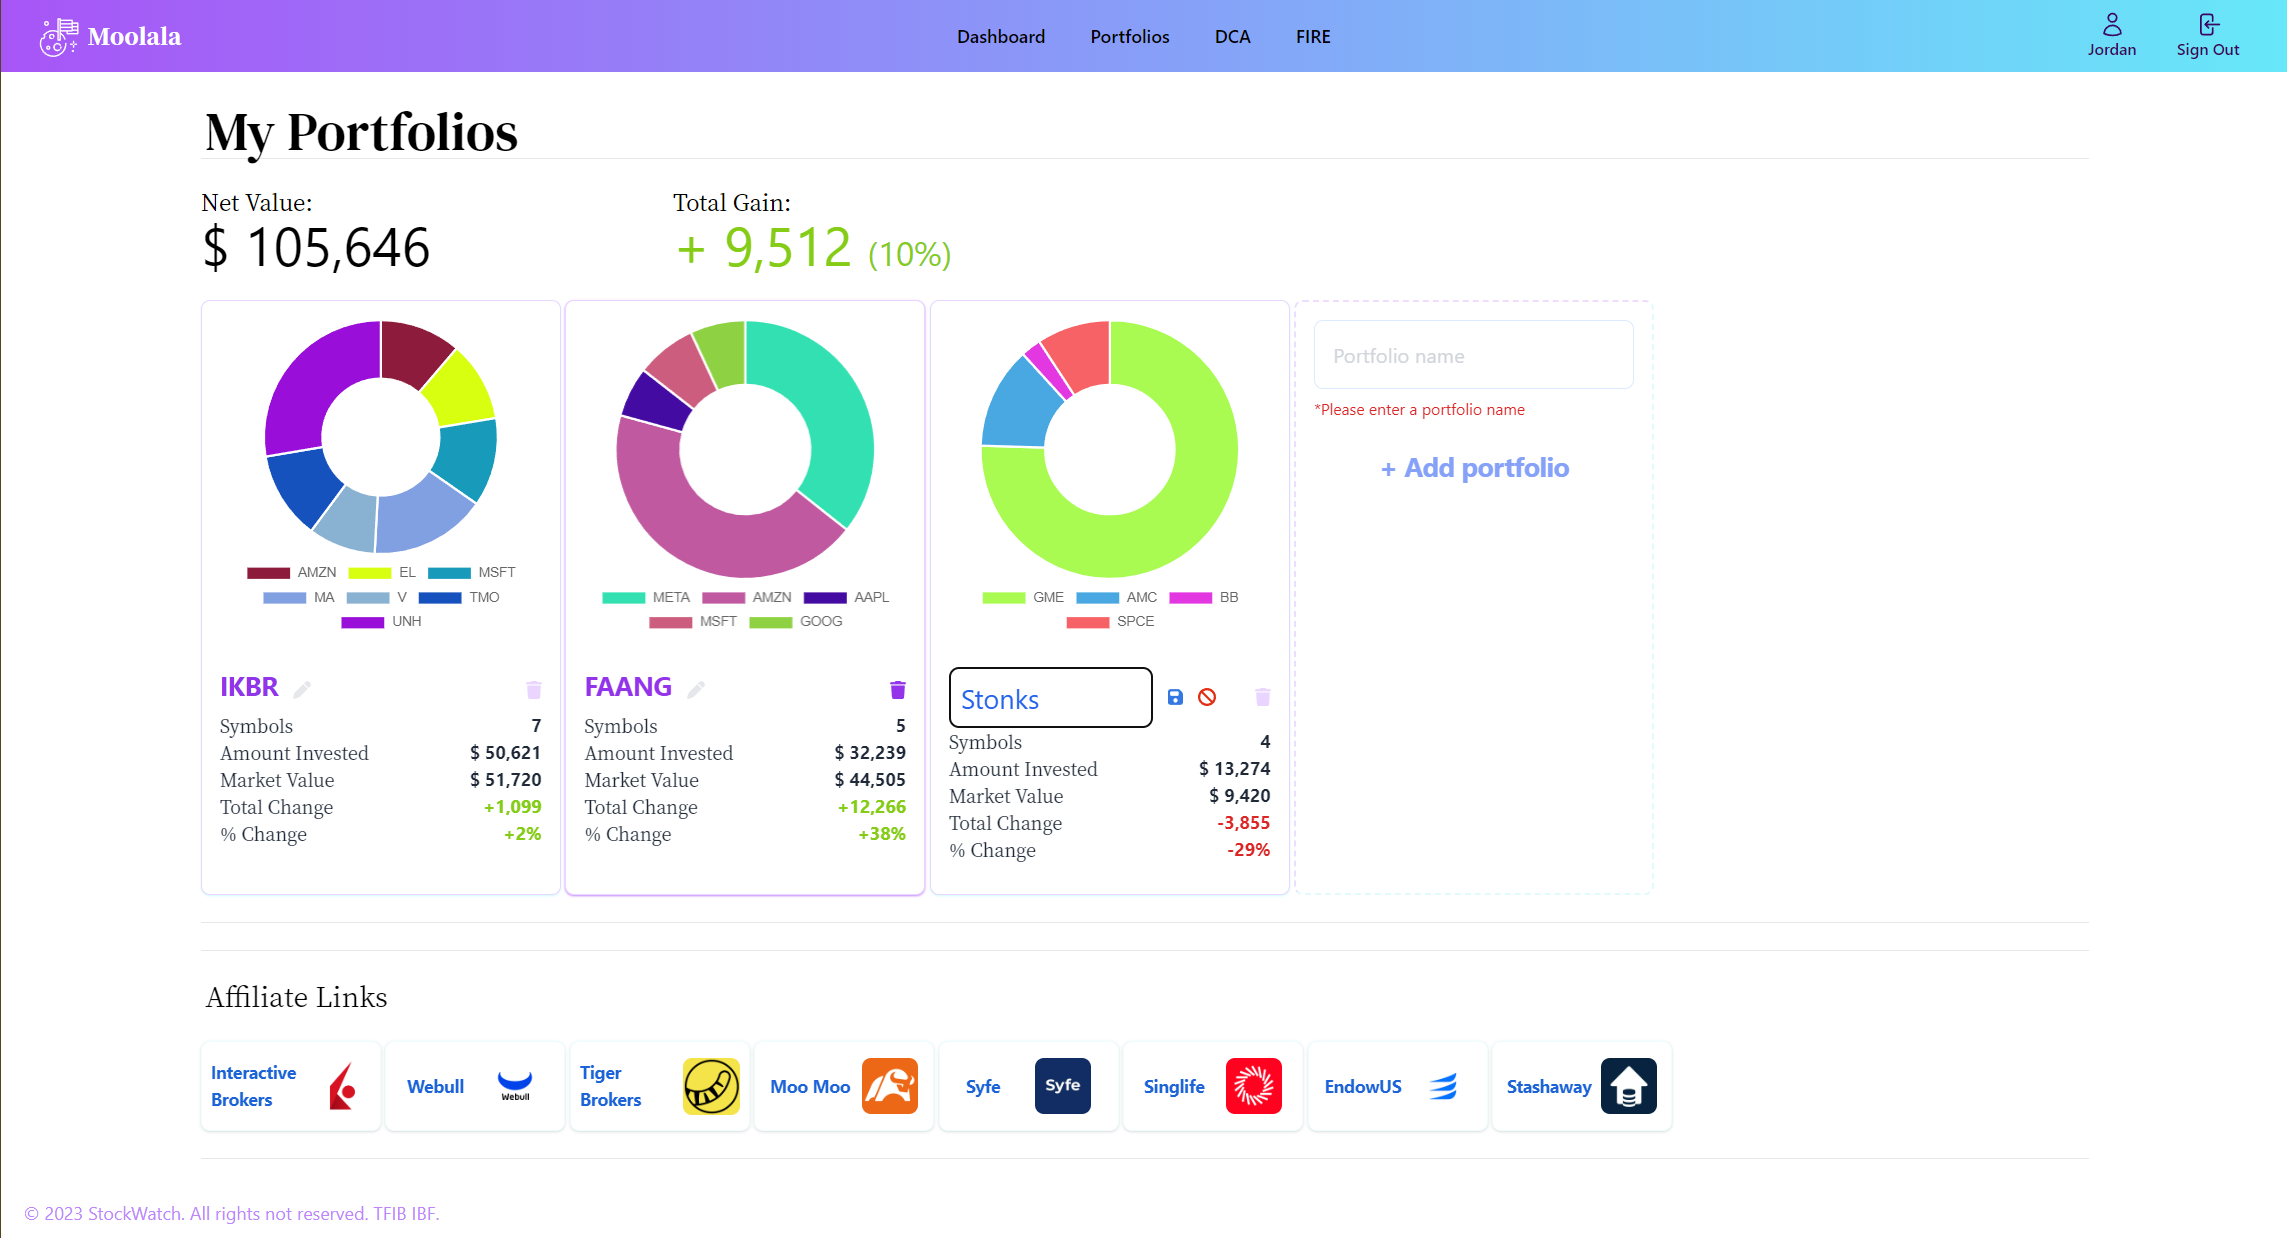 Moolala
Dashboard Portfolios DCA FIRE
Jordan Sign Out
My Portfolios
Net Value:
$ 105,646
Total Gain:
+ 9,512 (10%)
AMZN EL MSFT
MA V TMO
UNH
IKBR
Symbols 7
Amount Invested $ 50,621
Market Value $ 51,720
Total Change +1,099
% Change +2%
META AMZN AAPL
MSFT GOOG
FAANG
Symbols 5
Amount Invested $ 32,239
Market Value $ 44,505
Total Change +12,266
% Change +38%
GME AMC BB
SPCE
Stonks
Symbols 4
Amount Invested $ 13,274
Market Value $ 9,420
Total Change -3,855
% Change -29%
Portfolio name
*Please enter a portfolio name
+ Add portfolio
Affiliate Links
Interactive
Brokers
Webull
Webull
Tiger
Brokers
Moo Moo
Syfe
Syfe
Singlife
EndowUS
Stashaway
© 2023 StockWatch. All rights not reserved. TFIB IBF.